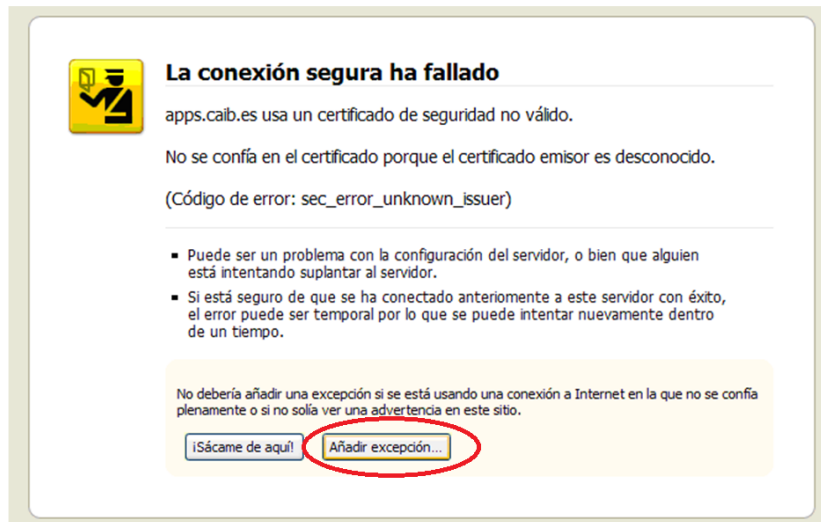 La conexión segura ha fallado
apps.caib.es usa un certificado de seguridad no válido.
No se confía en el certificado porque el certificado emisor es desconocido.
(Código de error: sec_error_unknown_issuer)
Puede ser un problema con la configuración del servidor, o bien que alguien
está intentando suplantar al servidor.
Si está seguro de que se ha conectado anteriormente a este servidor con éxito,
el error puede ser temporal por lo que se puede intentar nuevamente dentro
de un tiempo.
No debería añadir una excepción si se está usando una conexión a Internet en la que no se confía
plenamente o si no solía ver una advertencia en este sitio.
¡Sácame de aquí! Añadir excepción...